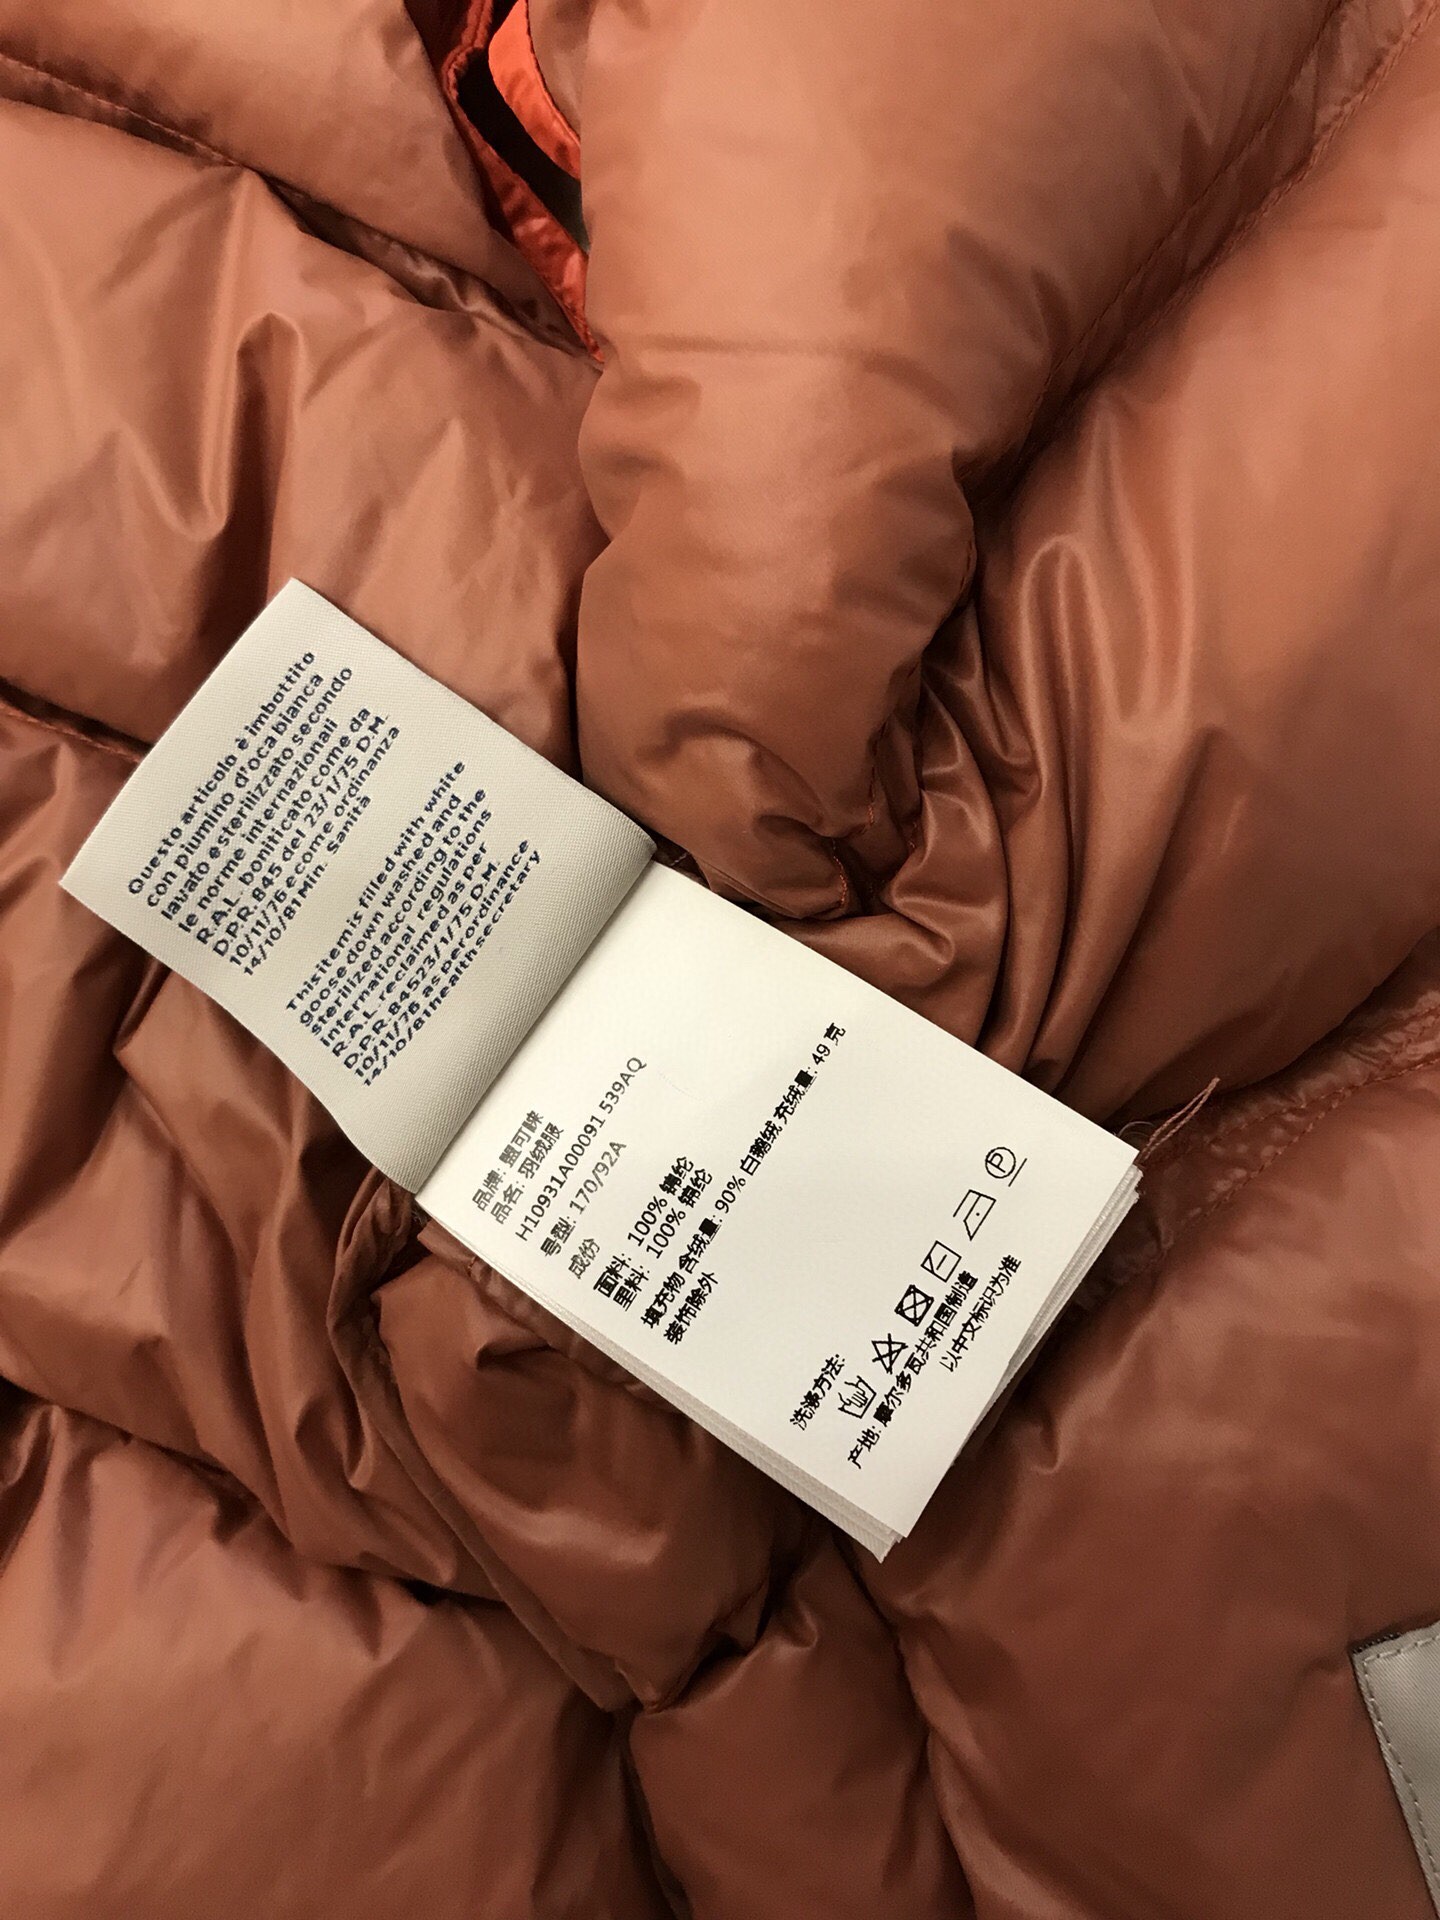 Questo articolo è imbottito
con piumino d'oca bianca
lavato e sterilizzato secondo
le norme internazionali
R.A.L. boniticato come da
D.P.R. 845 del 23/1/75 D.M.
10/11/76 e come ordinanza
14/10/81 Min. Sanità
This item is filled with white
goose down washed and
sterilized according to the
international regulations
R.A.L. reclaimed as per
D.P.R.84523/1/75 D.M.
10/11/76 as per ordinance
14/10/81 health secretary
品牌: 盟可睐
品名: 羽绒服
H10931A00091 539AQ
号型: 170/92A
成份
面料: 100% 锦纶
里料: 100% 锦纶
填充物 含绒量: 90% 白鹅绒 充绒量: 49 克
装饰除外
洗涤方法:
产地: 摩尔多瓦共和国制造
以中文标识为准